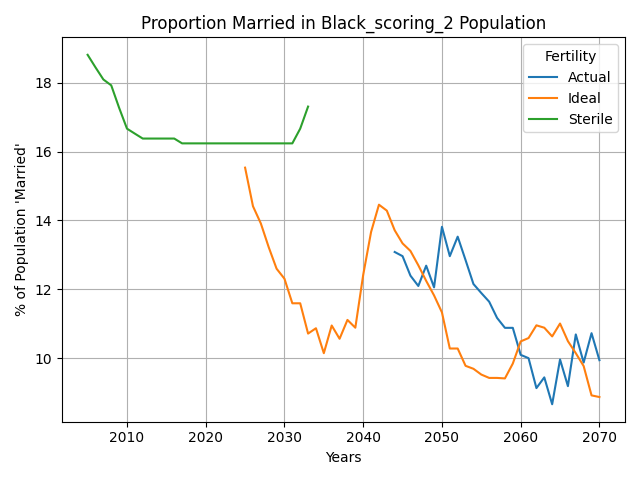 Proportion Married in Black_scoring_2 Population
Fertility
Actual
Ideal
Sterile
% of Population 'Married'
18
16
14
12
10
2010 2020 2030 2040 2050 2060 2070
Years